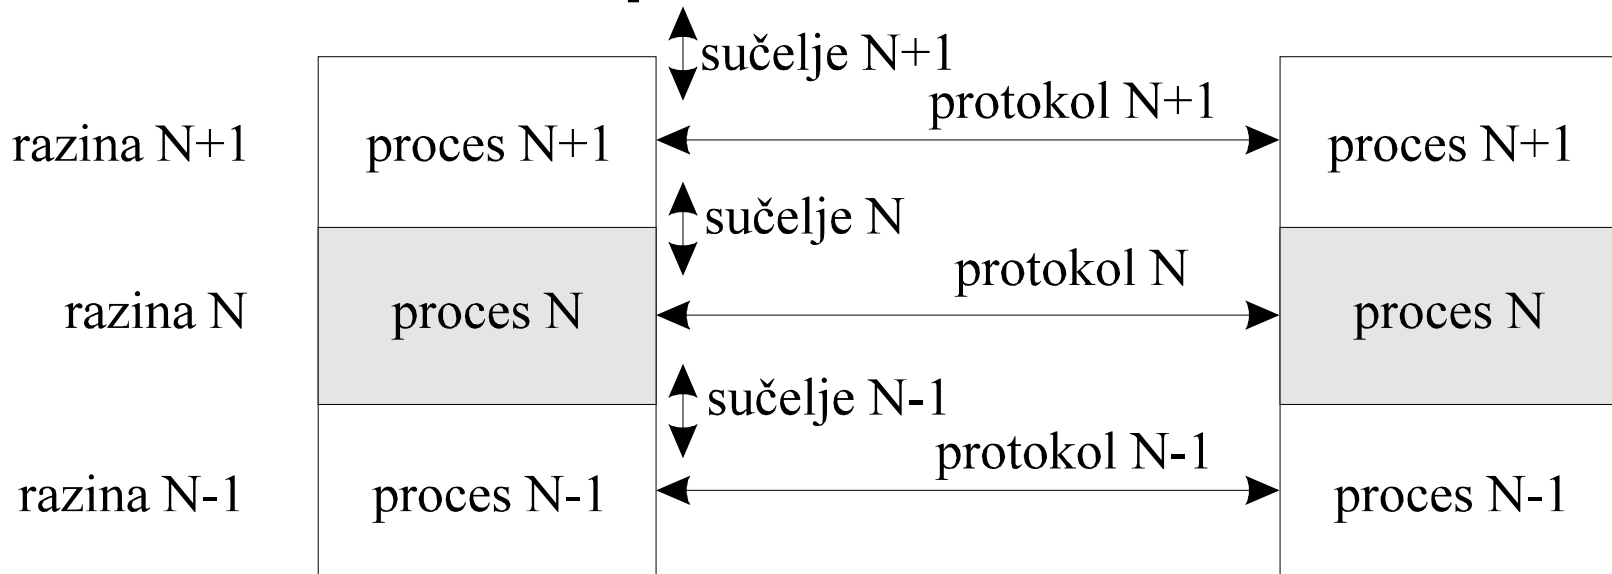 sučelje N+1
protokol N+1
razina N+1 proces N+1 proces N+1
sučelje N
protokol N
razina N proces N proces N
sučelje N-1
protokol N-1
razina N-1 proces N-1 proces N-1